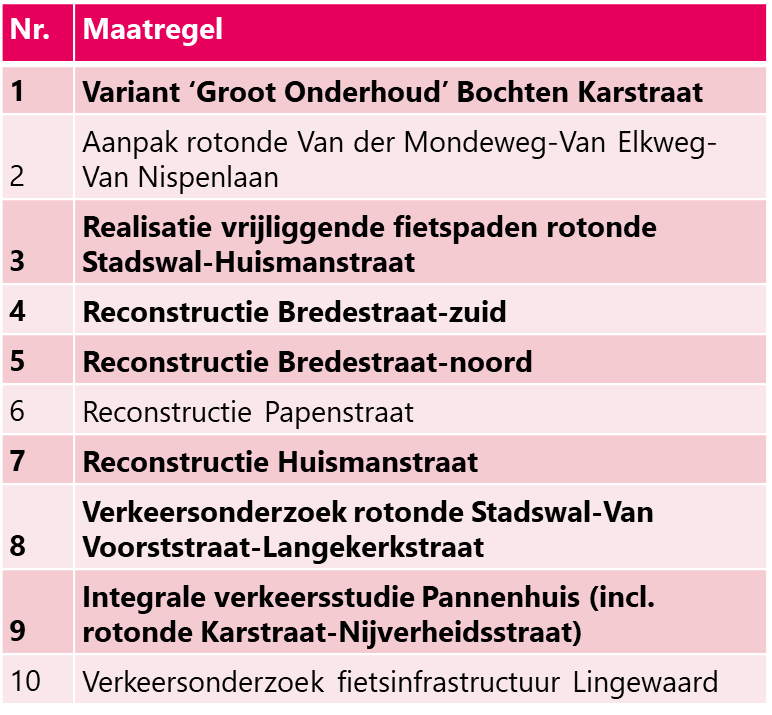 Nr. Maatregel
1 Variant ‘Groot Onderhoud’ Bochten Karstraat
Aanpak rotonde Van der Mondeweg-Van Elkweg-
2 Van Nispenlaan
Realisatie vrijliggende fietspaden rotonde
3 Stadswal-Huismanstraat
4 Reconstructie Bredestraat-zuid
5 Reconstructie Bredestraat-noord
6 Reconstructie Papenstraat
7 Reconstructie Huismanstraat
Verkeersonderzoek rotonde Stadswal-Van
8 Voorststraat-Langekerkstraat
Integrale verkeersstudie Pannenhuis (incl.
9 rotonde Karstraat-Nijverheidsstraat)
10 Verkeersonderzoek fietsinfrastructuur Lingewaard